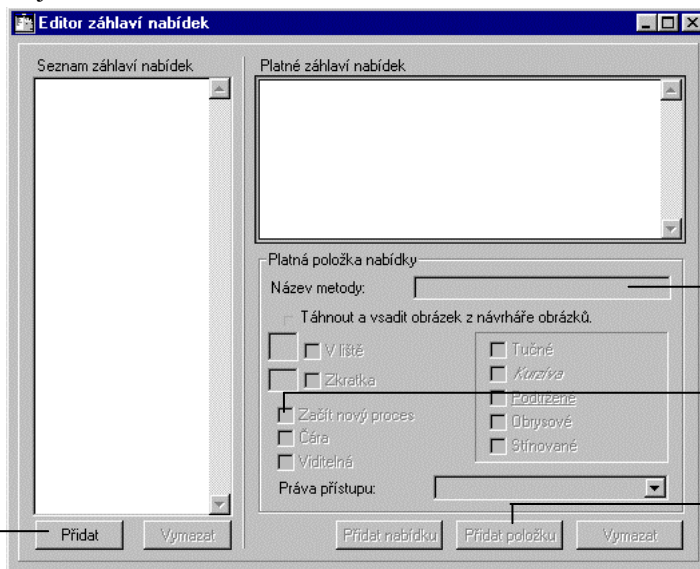 Editor záhlaví nabídek
Seznam záhlaví nabídek
Platné záhlaví nabídek
Platná položka nabídky
Název metody:
Táhnout a vsadit obrázek z návrháře obrázků.
V liště
Tučné
Zkratka
Kurzíva
Začít nový proces
Podtržené
Čára
Obrysové
Viditelná
Stínované
Práva přístupu:
Přidat
Vymazat
Přidat nabídku
Přidat položku
Vymazat